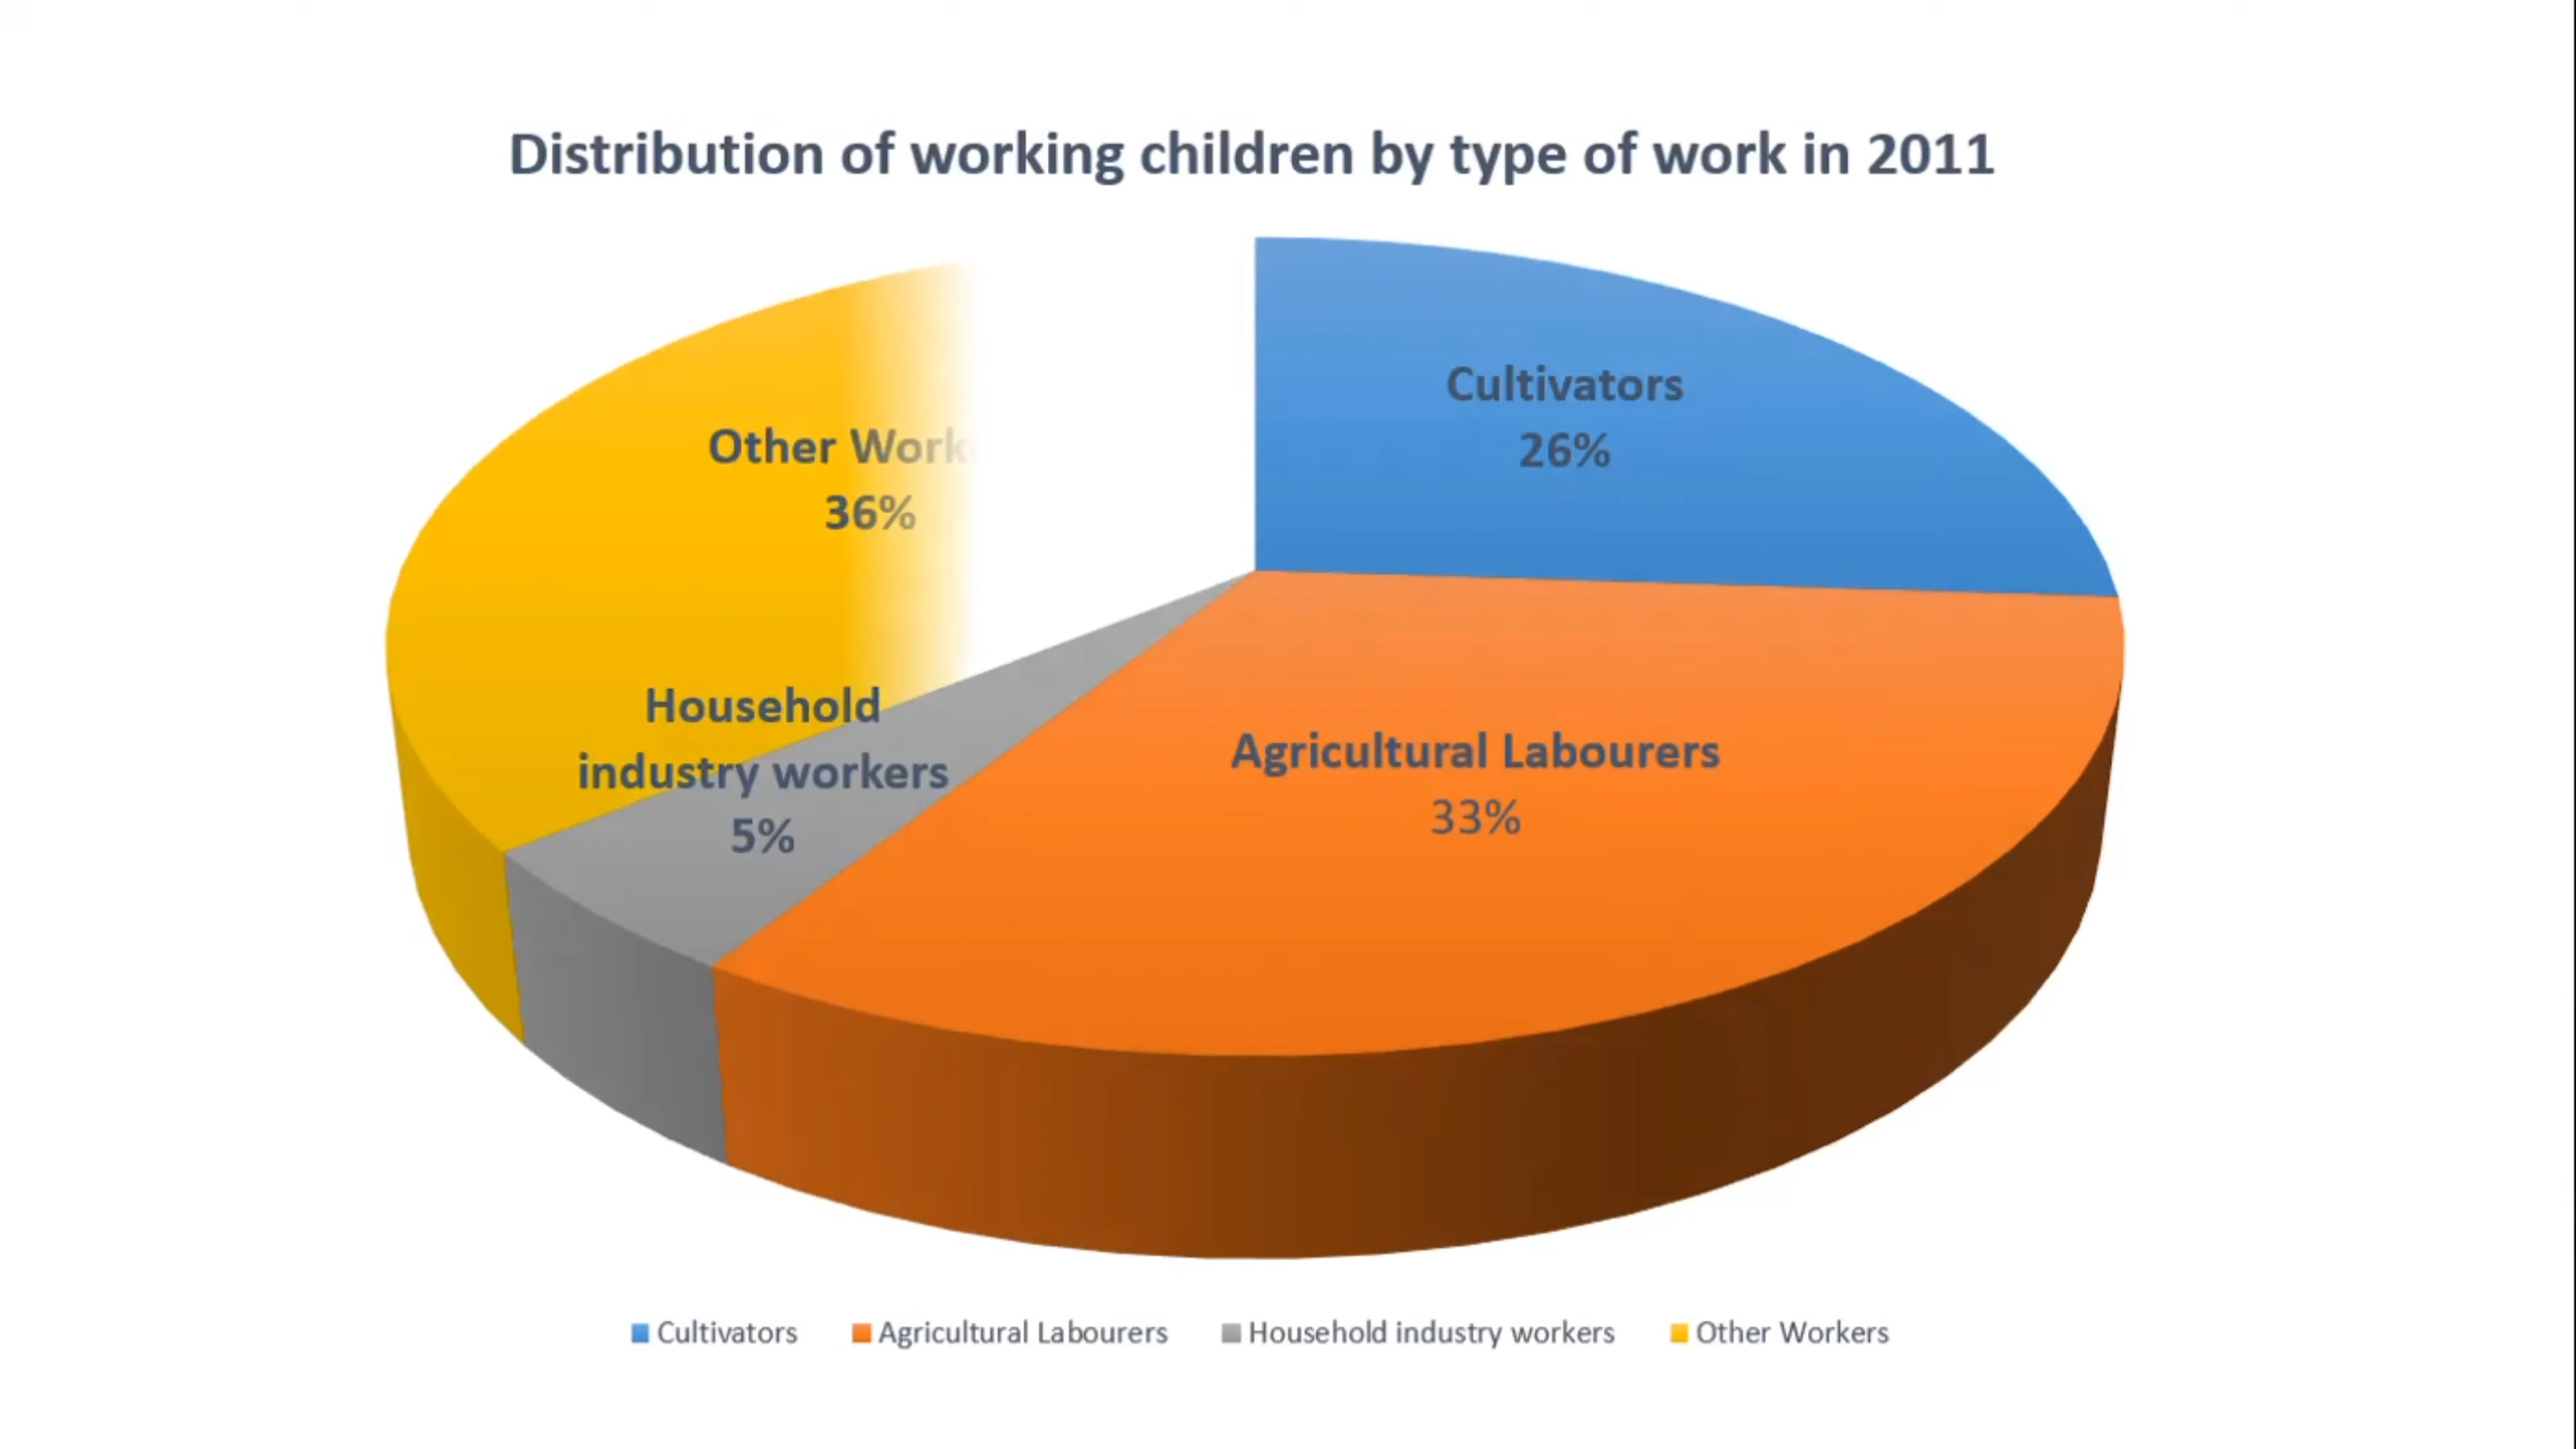 Distribution of working children by type of work in 2011
Cultivators
26%
Other Work
36%
Household
industry workers
5%
Agricultural Labourers
33%
Cultivators
Agricultural Labourers
Household industry workers
Other Workers